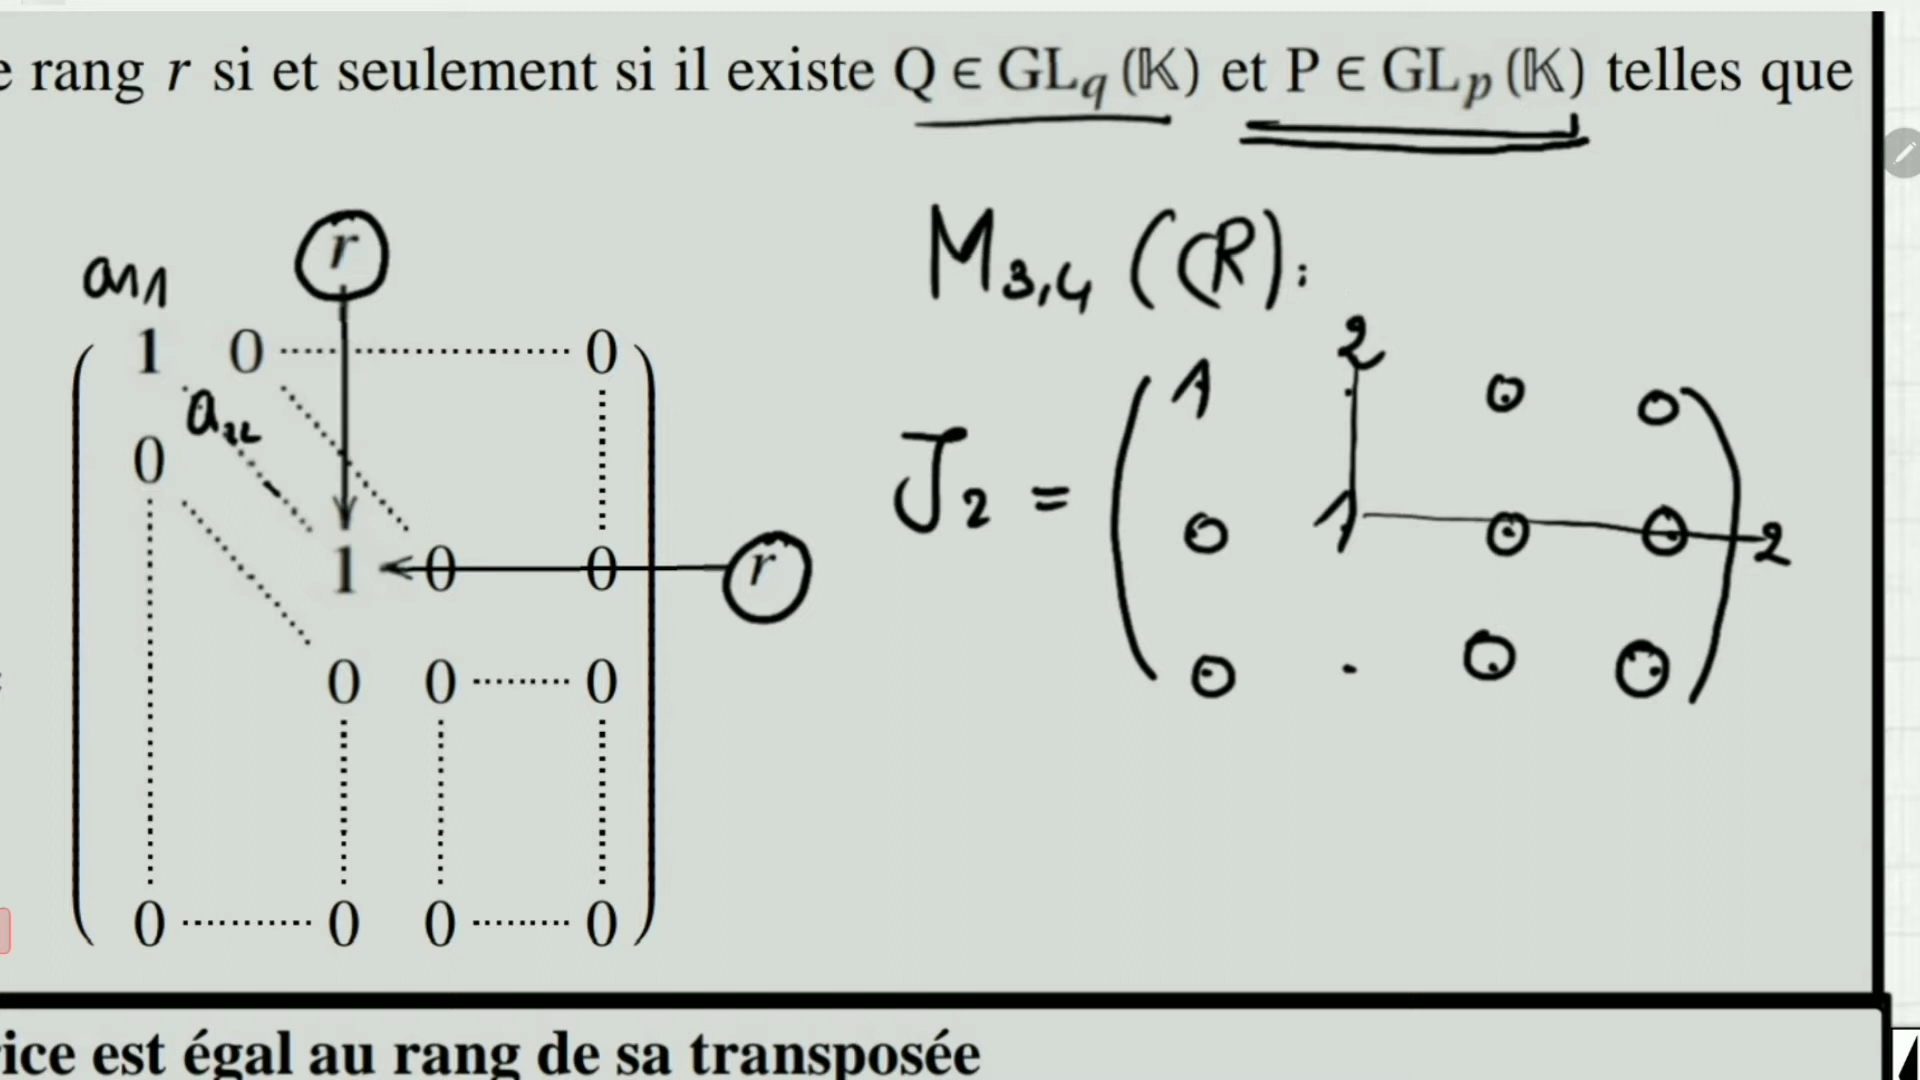 e rang r si et seulement si il existe Q ∈ GL_q (𝕂) et P ∈ GL_p (𝕂) telles que
a11 r
1 0 ........ 0
a22
0
1 0 0 r
0 0 ........ 0
0 ........ 0 0 ........ 0
M3,4 (ℝ):
2
J2 = ( 1 . 0 0
0 1 0 0 ) 2
0 . 0 0
ice est égal au rang de sa transposée